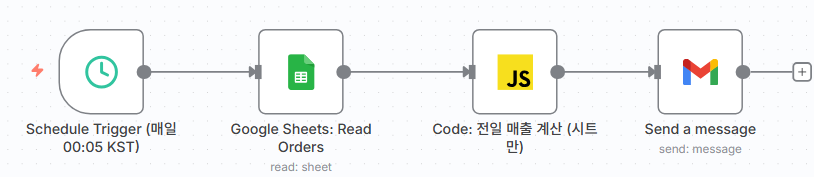 JS
Schedule Trigger (매일
00:05 KST)
Google Sheets: Read
Orders
read: sheet
Code: 전일 매출 계산 (시트
만)
Send a message
send: message